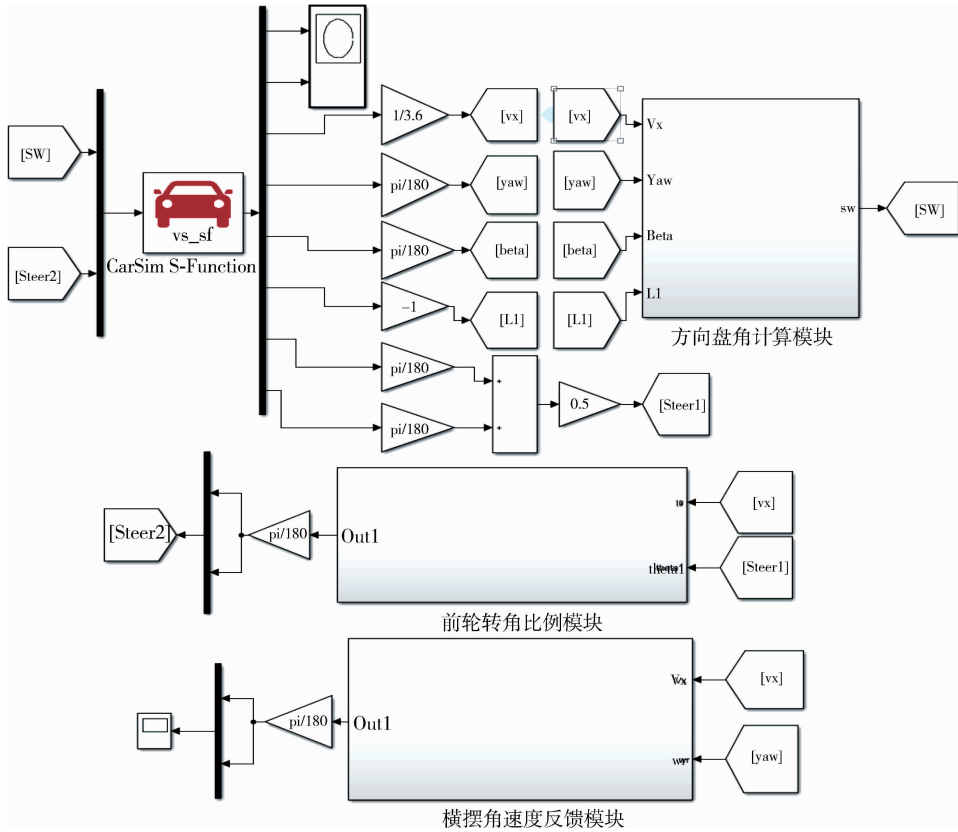 1/3.6
[vx]
[vx]
Vx
[SW]
pi/180
[yaw]
[yaw]
Yaw
vs_sf
sw
[SW]
[Steer2]
CarSim S-Function
pi/180
[beta]
[beta]
Beta
-1
[L1]
[L1]
L1
方向盘角计算模块
pi/180
+
0.5
[Steer1]
pi/180
+
[vx]
[Steer2]
pi/180
Out1
theta1
[Steer1]
前轮转角比例模块
Vx
[vx]
pi/180
Out1
[yaw]
横摆角速度反馈模块